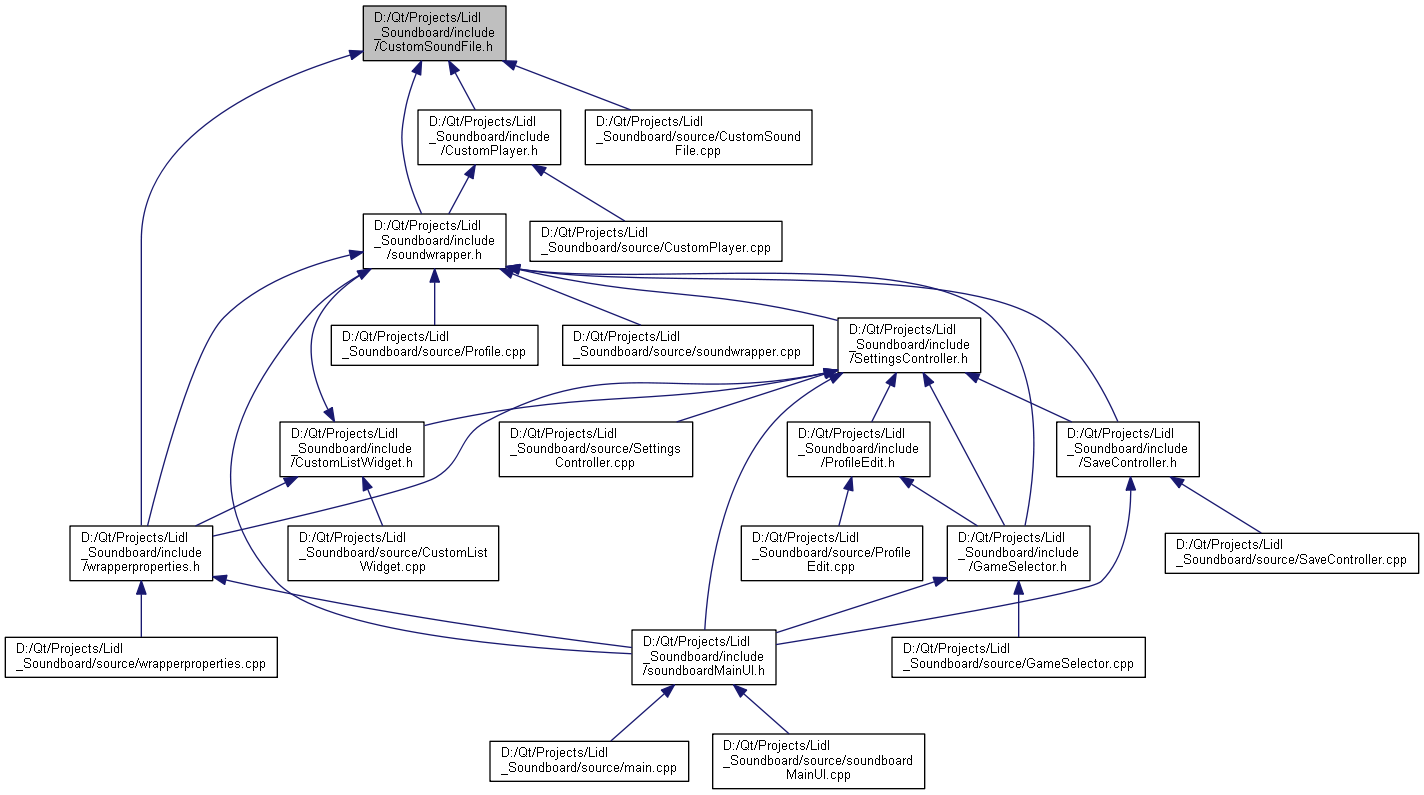 D:/Qt/Projects/Lidl
_Soundboard/include
/CustomSoundFile.h
D:/Qt/Projects/Lidl
_Soundboard/include
/CustomPlayer.h
D:/Qt/Projects/Lidl
_Soundboard/source/CustomSound
File.cpp
D:/Qt/Projects/Lidl
_Soundboard/include
/soundwrapper.h
D:/Qt/Projects/Lidl
_Soundboard/source/CustomPlayer.cpp
D:/Qt/Projects/Lidl
_Soundboard/source/Profile.cpp
D:/Qt/Projects/Lidl
_Soundboard/source/soundwrapper.cpp
D:/Qt/Projects/Lidl
_Soundboard/include
/SettingsController.h
D:/Qt/Projects/Lidl
_Soundboard/include
/CustomListWidget.h
D:/Qt/Projects/Lidl
_Soundboard/source/Settings
Controller.cpp
D:/Qt/Projects/Lidl
_Soundboard/include
/ProfileEdit.h
D:/Qt/Projects/Lidl
_Soundboard/include
/SaveController.h
D:/Qt/Projects/Lidl
_Soundboard/include
/wrapperproperties.h
D:/Qt/Projects/Lidl
_Soundboard/source/CustomList
Widget.cpp
D:/Qt/Projects/Lidl
_Soundboard/source/Profile
Edit.cpp
D:/Qt/Projects/Lidl
_Soundboard/include
/GameSelector.h
D:/Qt/Projects/Lidl
_Soundboard/source/SaveController.cpp
D:/Qt/Projects/Lidl
_Soundboard/source/wrapperproperties.cpp
D:/Qt/Projects/Lidl
_Soundboard/include
/soundboardMainUI.h
D:/Qt/Projects/Lidl
_Soundboard/source/GameSelector.cpp
D:/Qt/Projects/Lidl
_Soundboard/source/main.cpp
D:/Qt/Projects/Lidl
_Soundboard/source/soundboard
MainUI.cpp